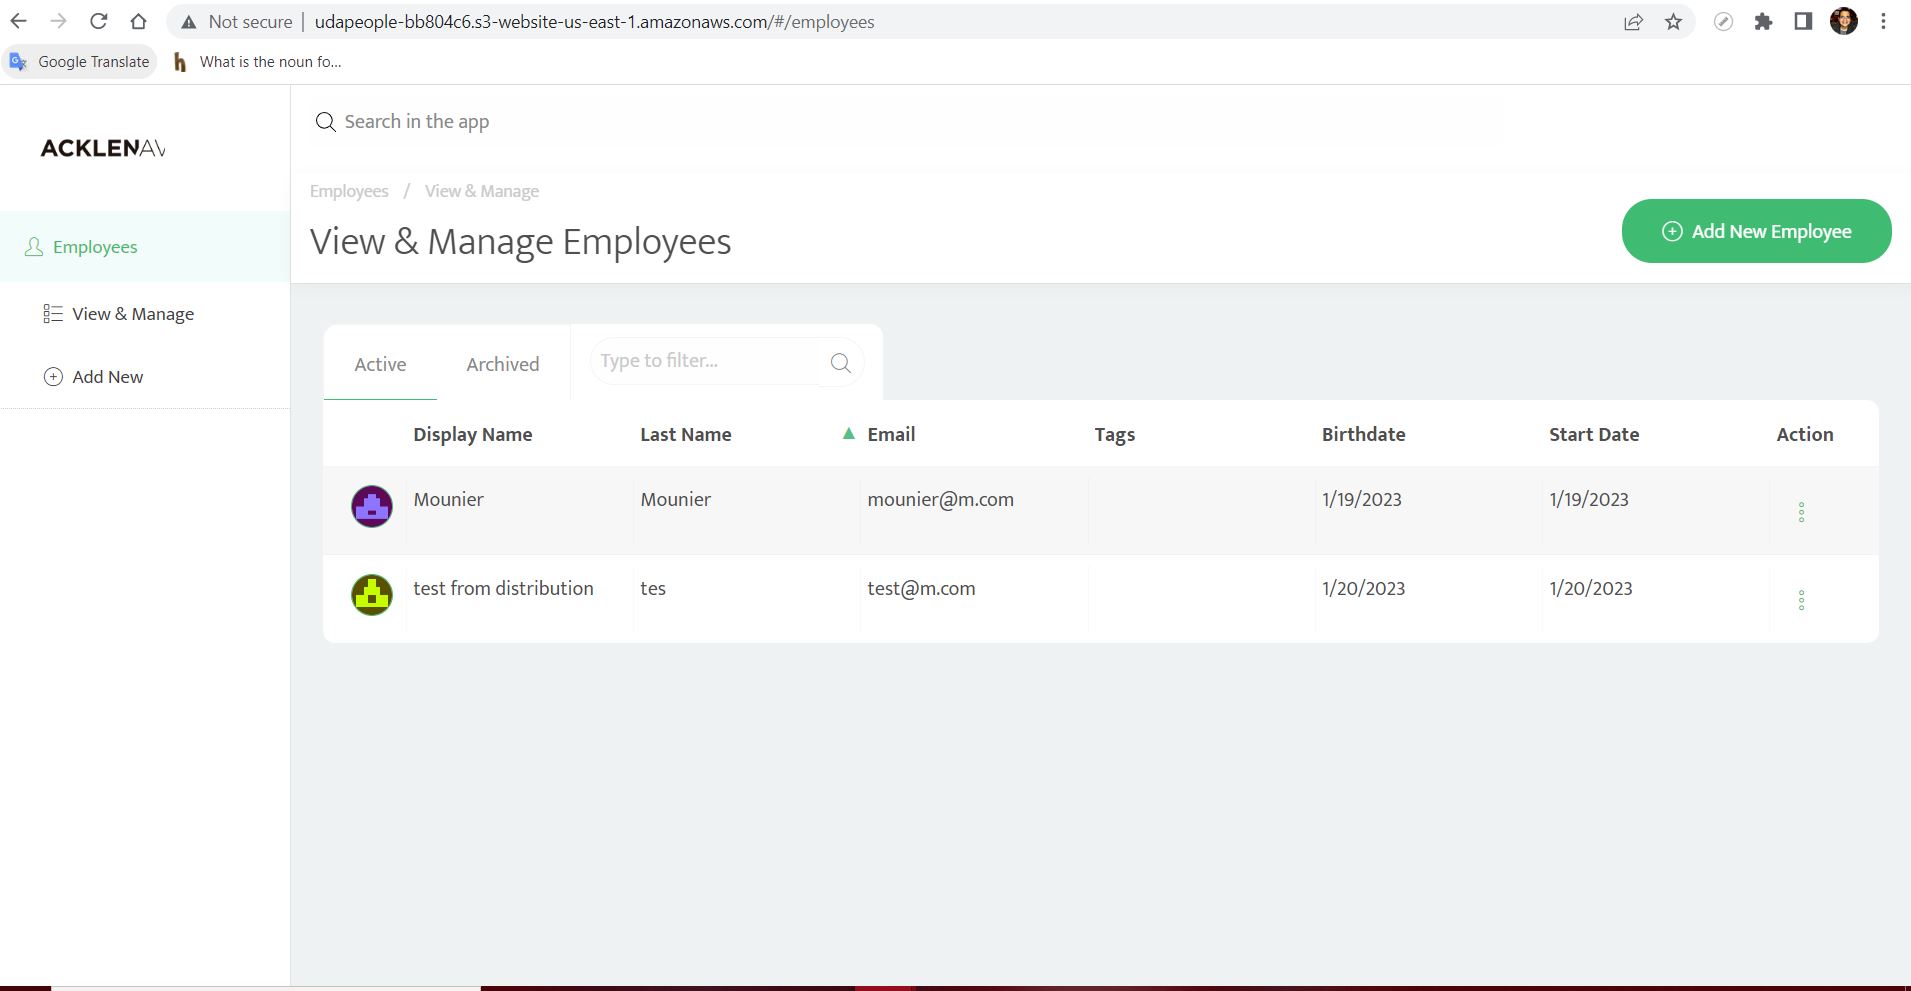 Not secure | udapeople-bb804c6.s3-website-us-east-1.amazonaws.com/#/employees
Google Translate What is the noun fo...
Search in the app
ACKLENAV
Employees / View & Manage
View & Manage Employees
Add New Employee
Employees
View & Manage
Add New
Active Archived Type to filter...
Display Name Last Name Email Tags Birthdate Start Date Action
Mounier Mounier mounier@m.com 1/19/2023 1/19/2023
test from distribution tes test@m.com 1/20/2023 1/20/2023